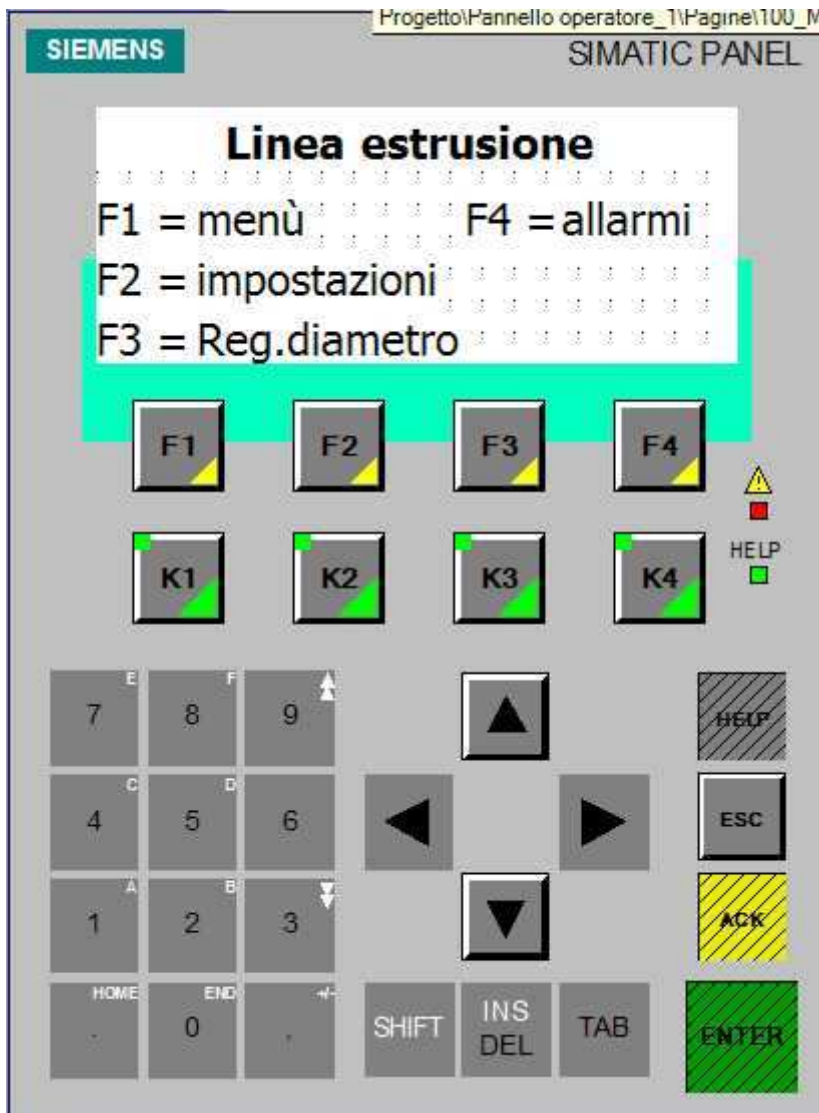 Progetto\Pannello operatore_1\Pagine\100_M
SIEMENS
SIMATIC PANEL
Linea estrusione
F1 = menù F4 = allarmi
F2 = impostazioni
F3 = Reg.diametro
F1 F2 F3 F4
HELP
K1 K2 K3 K4
E F
7 8 9 HELP
C D
4 5 6 ESC
A B
1 2 3 ACK
HOME END +/-
. 0 , SHIFT INS DEL TAB ENTER